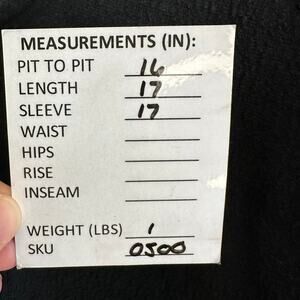 MEASUREMENTS (IN):
PIT TO PIT 16
LENGTH 17
SLEEVE 17
WAIST
HIPS
RISE
INSEAM
WEIGHT (LBS) 1
SKU 0500